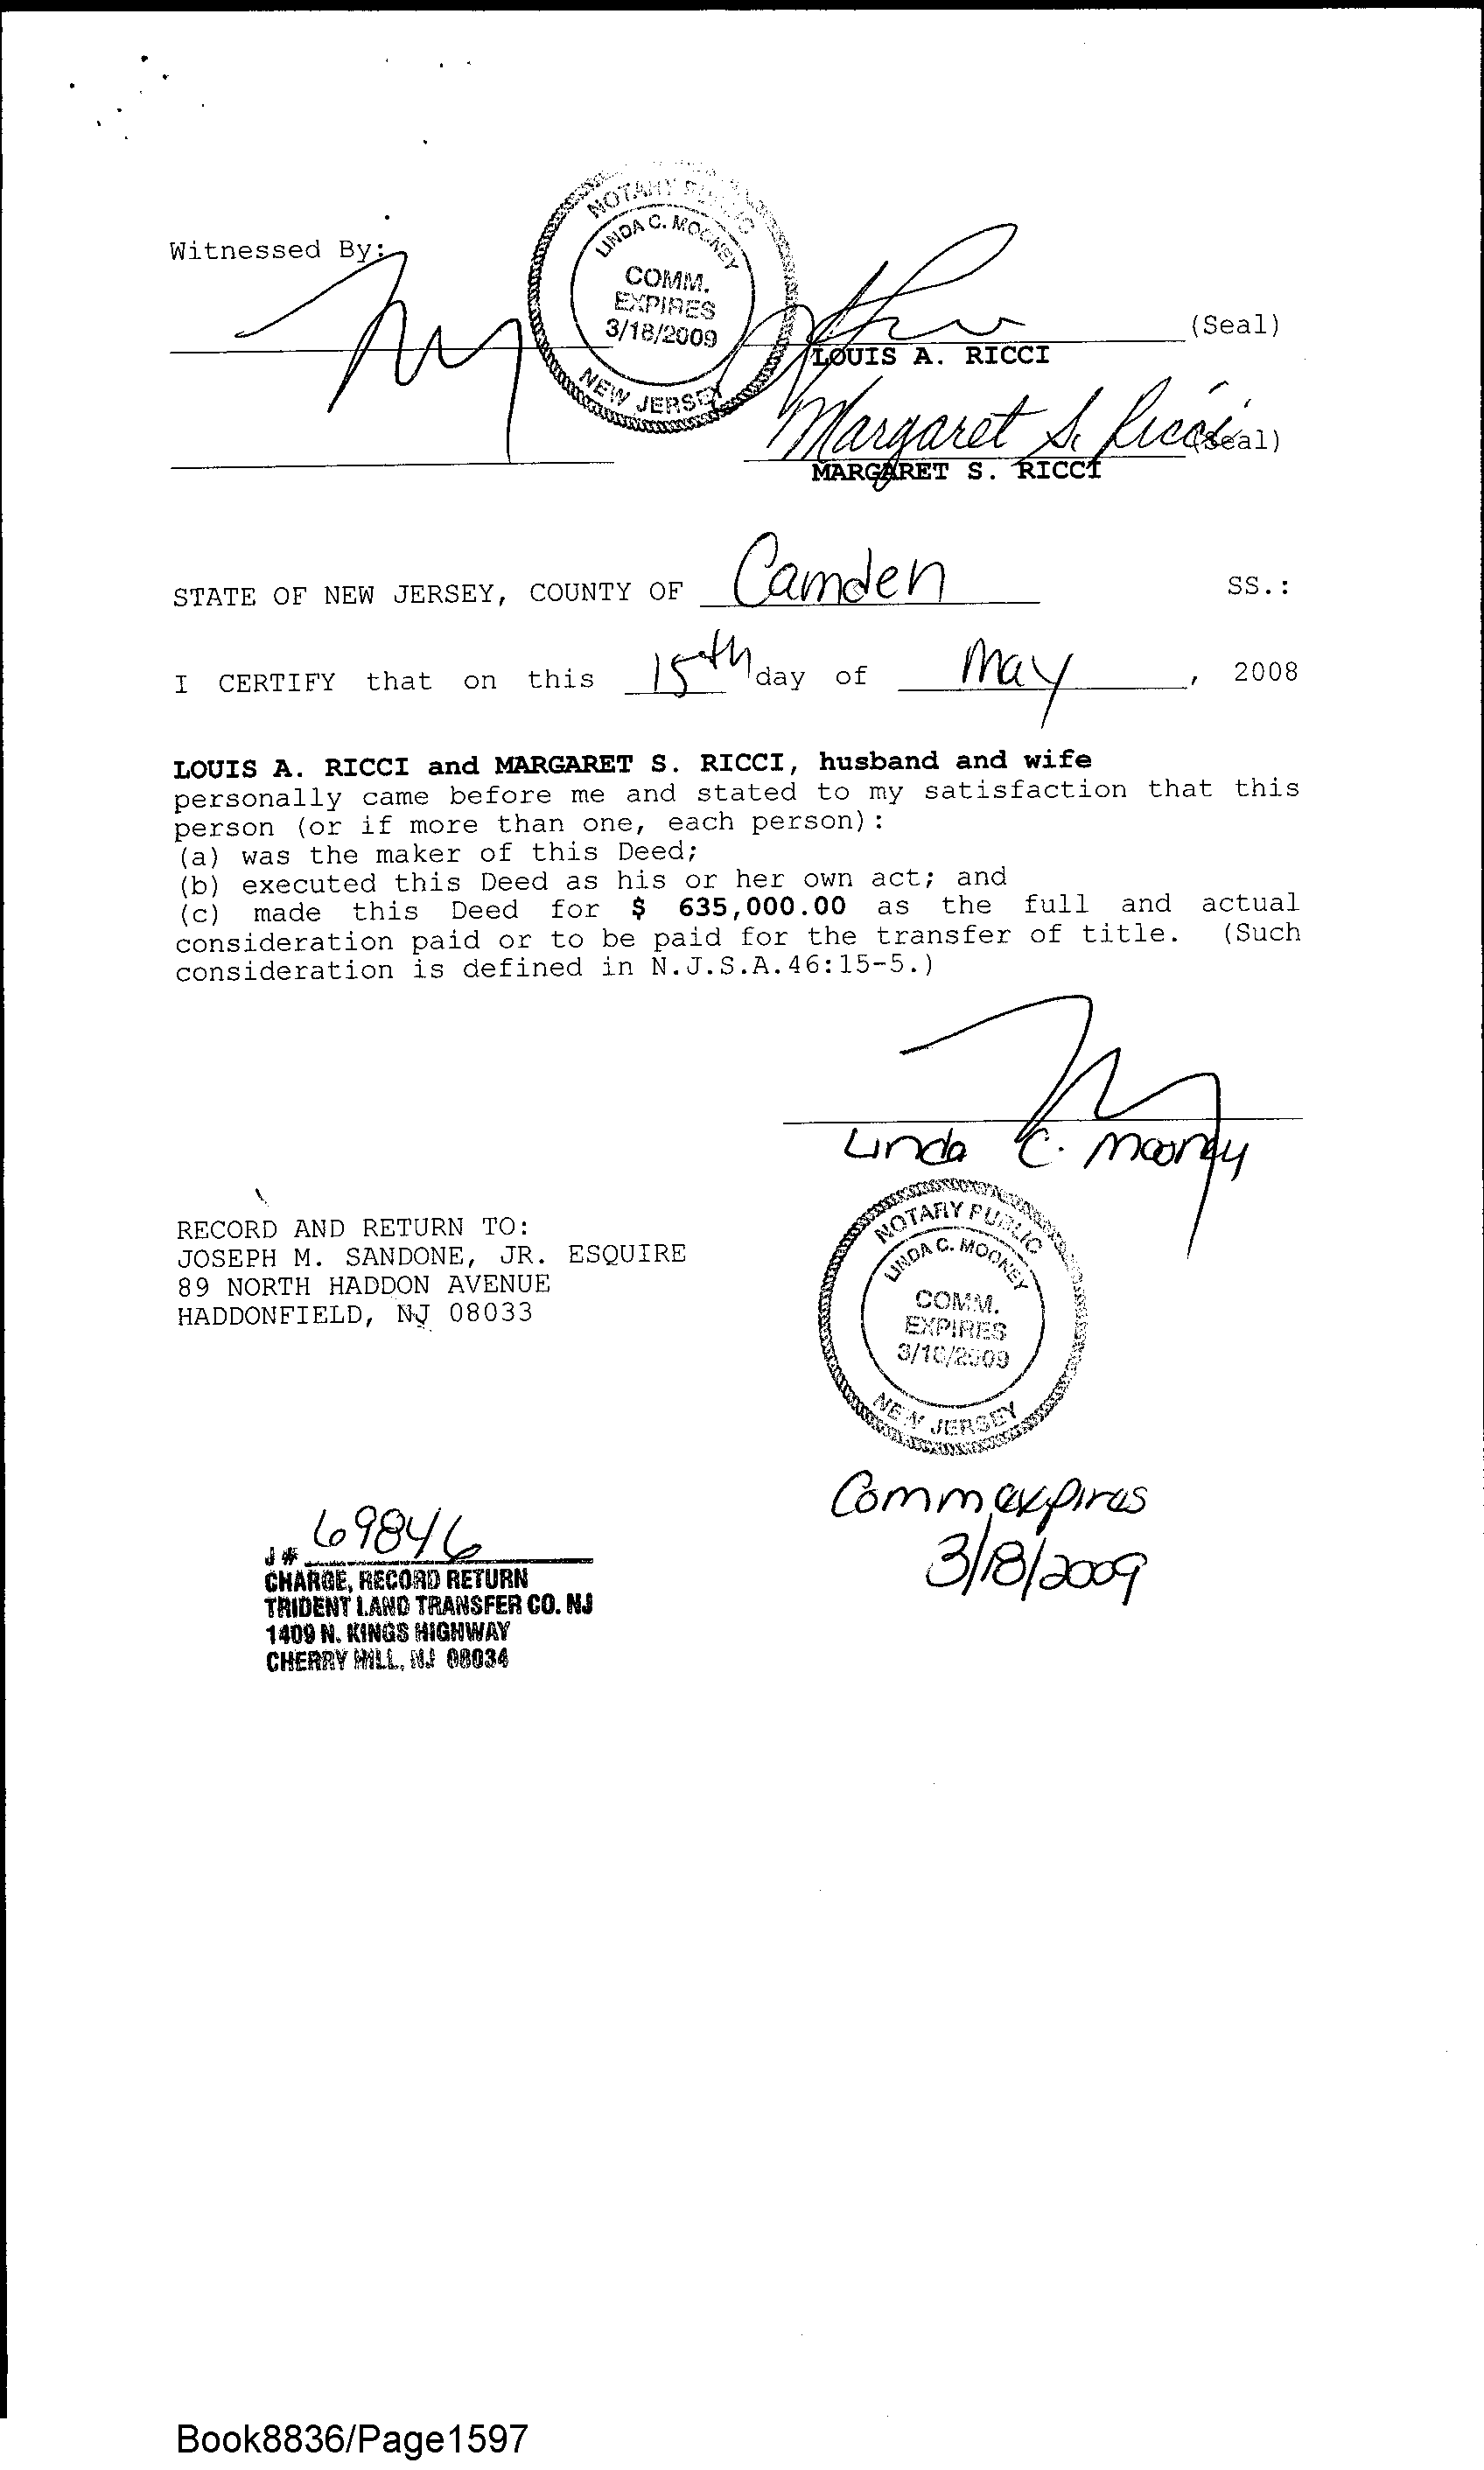 Witnessed By:
NOTARY PUBLIC
LINDA C. MOONEY
COMM.
EXPIRES
3/18/2009
NEW JERSEY
(Seal)
LOUIS A. RICCI
Margaret S. Ricci (Seal)
MARGARET S. RICCI
STATE OF NEW JERSEY, COUNTY OF Camden SS.:
I CERTIFY that on this 15th day of May, 2008
LOUIS A. RICCI and MARGARET S. RICCI, husband and wife
personally came before me and stated to my satisfaction that this
person (or if more than one, each person):
(a) was the maker of this Deed;
(b) executed this Deed as his or her own act; and
(c) made this Deed for $ 635,000.00 as the full and actual
consideration paid or to be paid for the transfer of title. (Such
consideration is defined in N.J.S.A.46:15-5.)
Linda C. Mooney
NOTARY PUBLIC
LINDA C. MOONEY
COMM.
EXPIRES
3/18/2009
NEW JERSEY
RECORD AND RETURN TO:
JOSEPH M. SANDONE, JR. ESQUIRE
89 NORTH HADDON AVENUE
HADDONFIELD, NJ 08033
Comm expires
3/18/2009
J# 69846
CHARGE, RECORD RETURN
TRIDENT LAND TRANSFER CO. NJ
1409 N. KINGS HIGHWAY
CHERRY HILL, NJ 08034
Book8836/Page1597